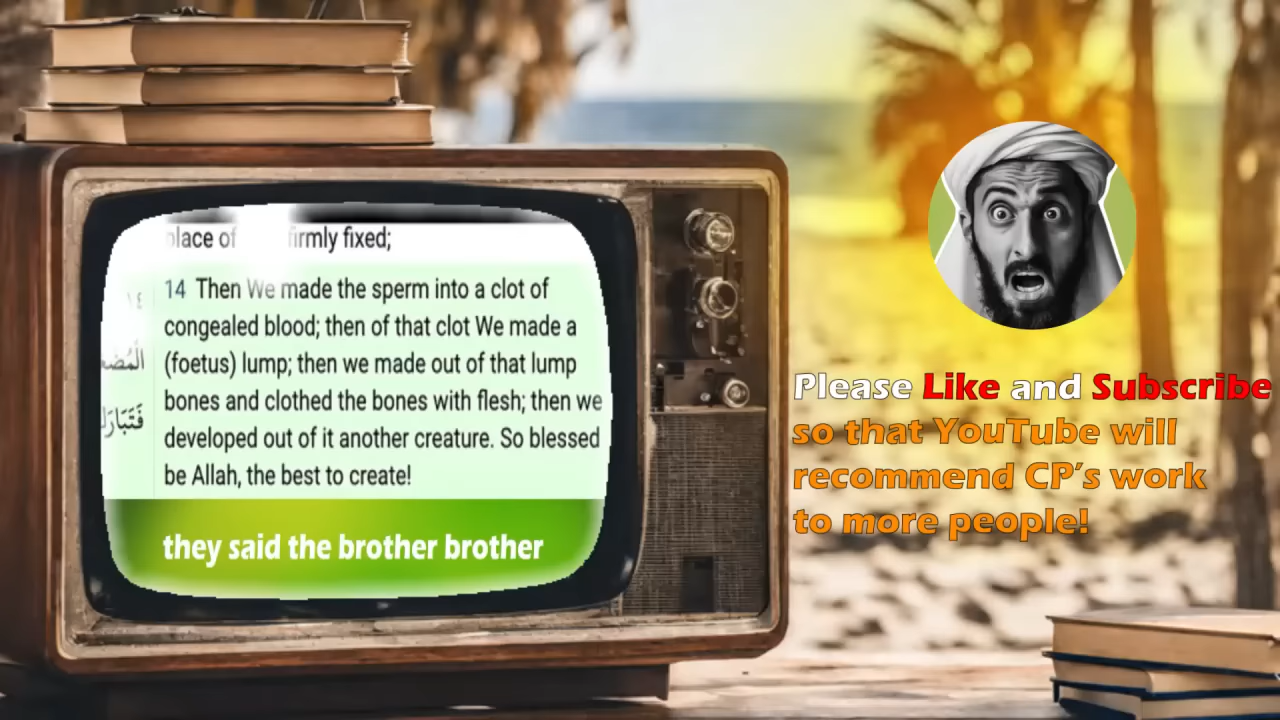 place of firmly fixed;
14 Then We made the sperm into a clot of
congealed blood; then of that clot We made a
(foetus) lump; then we made out of that lump
bones and clothed the bones with flesh; then we
developed out of it another creature. So blessed
be Allah, the best to create!
they said the brother brother
Please Like and Subscribe
so that YouTube will
recommend CP’s work
to more people!